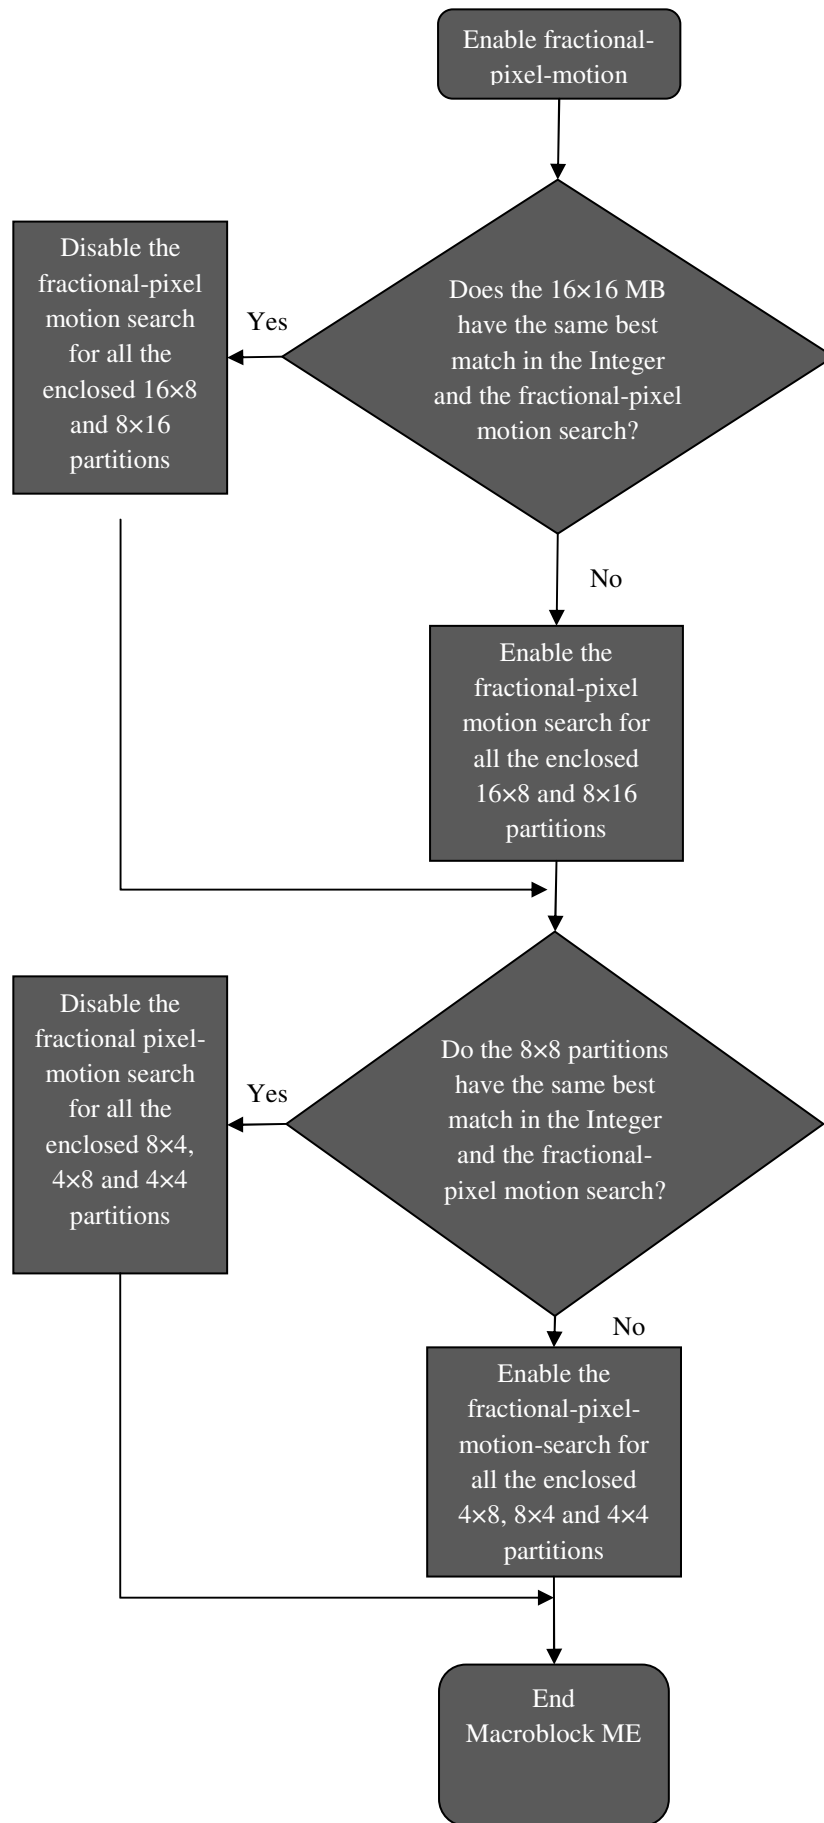 Enable fractional-
pixel-motion
Does the 16×16 MB
have the same best
match in the Integer
and the fractional-pixel
motion search?
Yes
Disable the
fractional-pixel
motion search
for all the
enclosed 16×8
and 8×16
partitions
No
Enable the
fractional-pixel
motion search for
all the enclosed
16×8 and 8×16
partitions
Do the 8×8 partitions
have the same best
match in the Integer
and the fractional-
pixel motion search?
Yes
Disable the
fractional pixel-
motion search
for all the
enclosed 8×4,
4×8 and 4×4
partitions
No
Enable the
fractional-pixel-
motion-search for
all the enclosed
4×8, 8×4 and 4×4
partitions
End
Macroblock ME